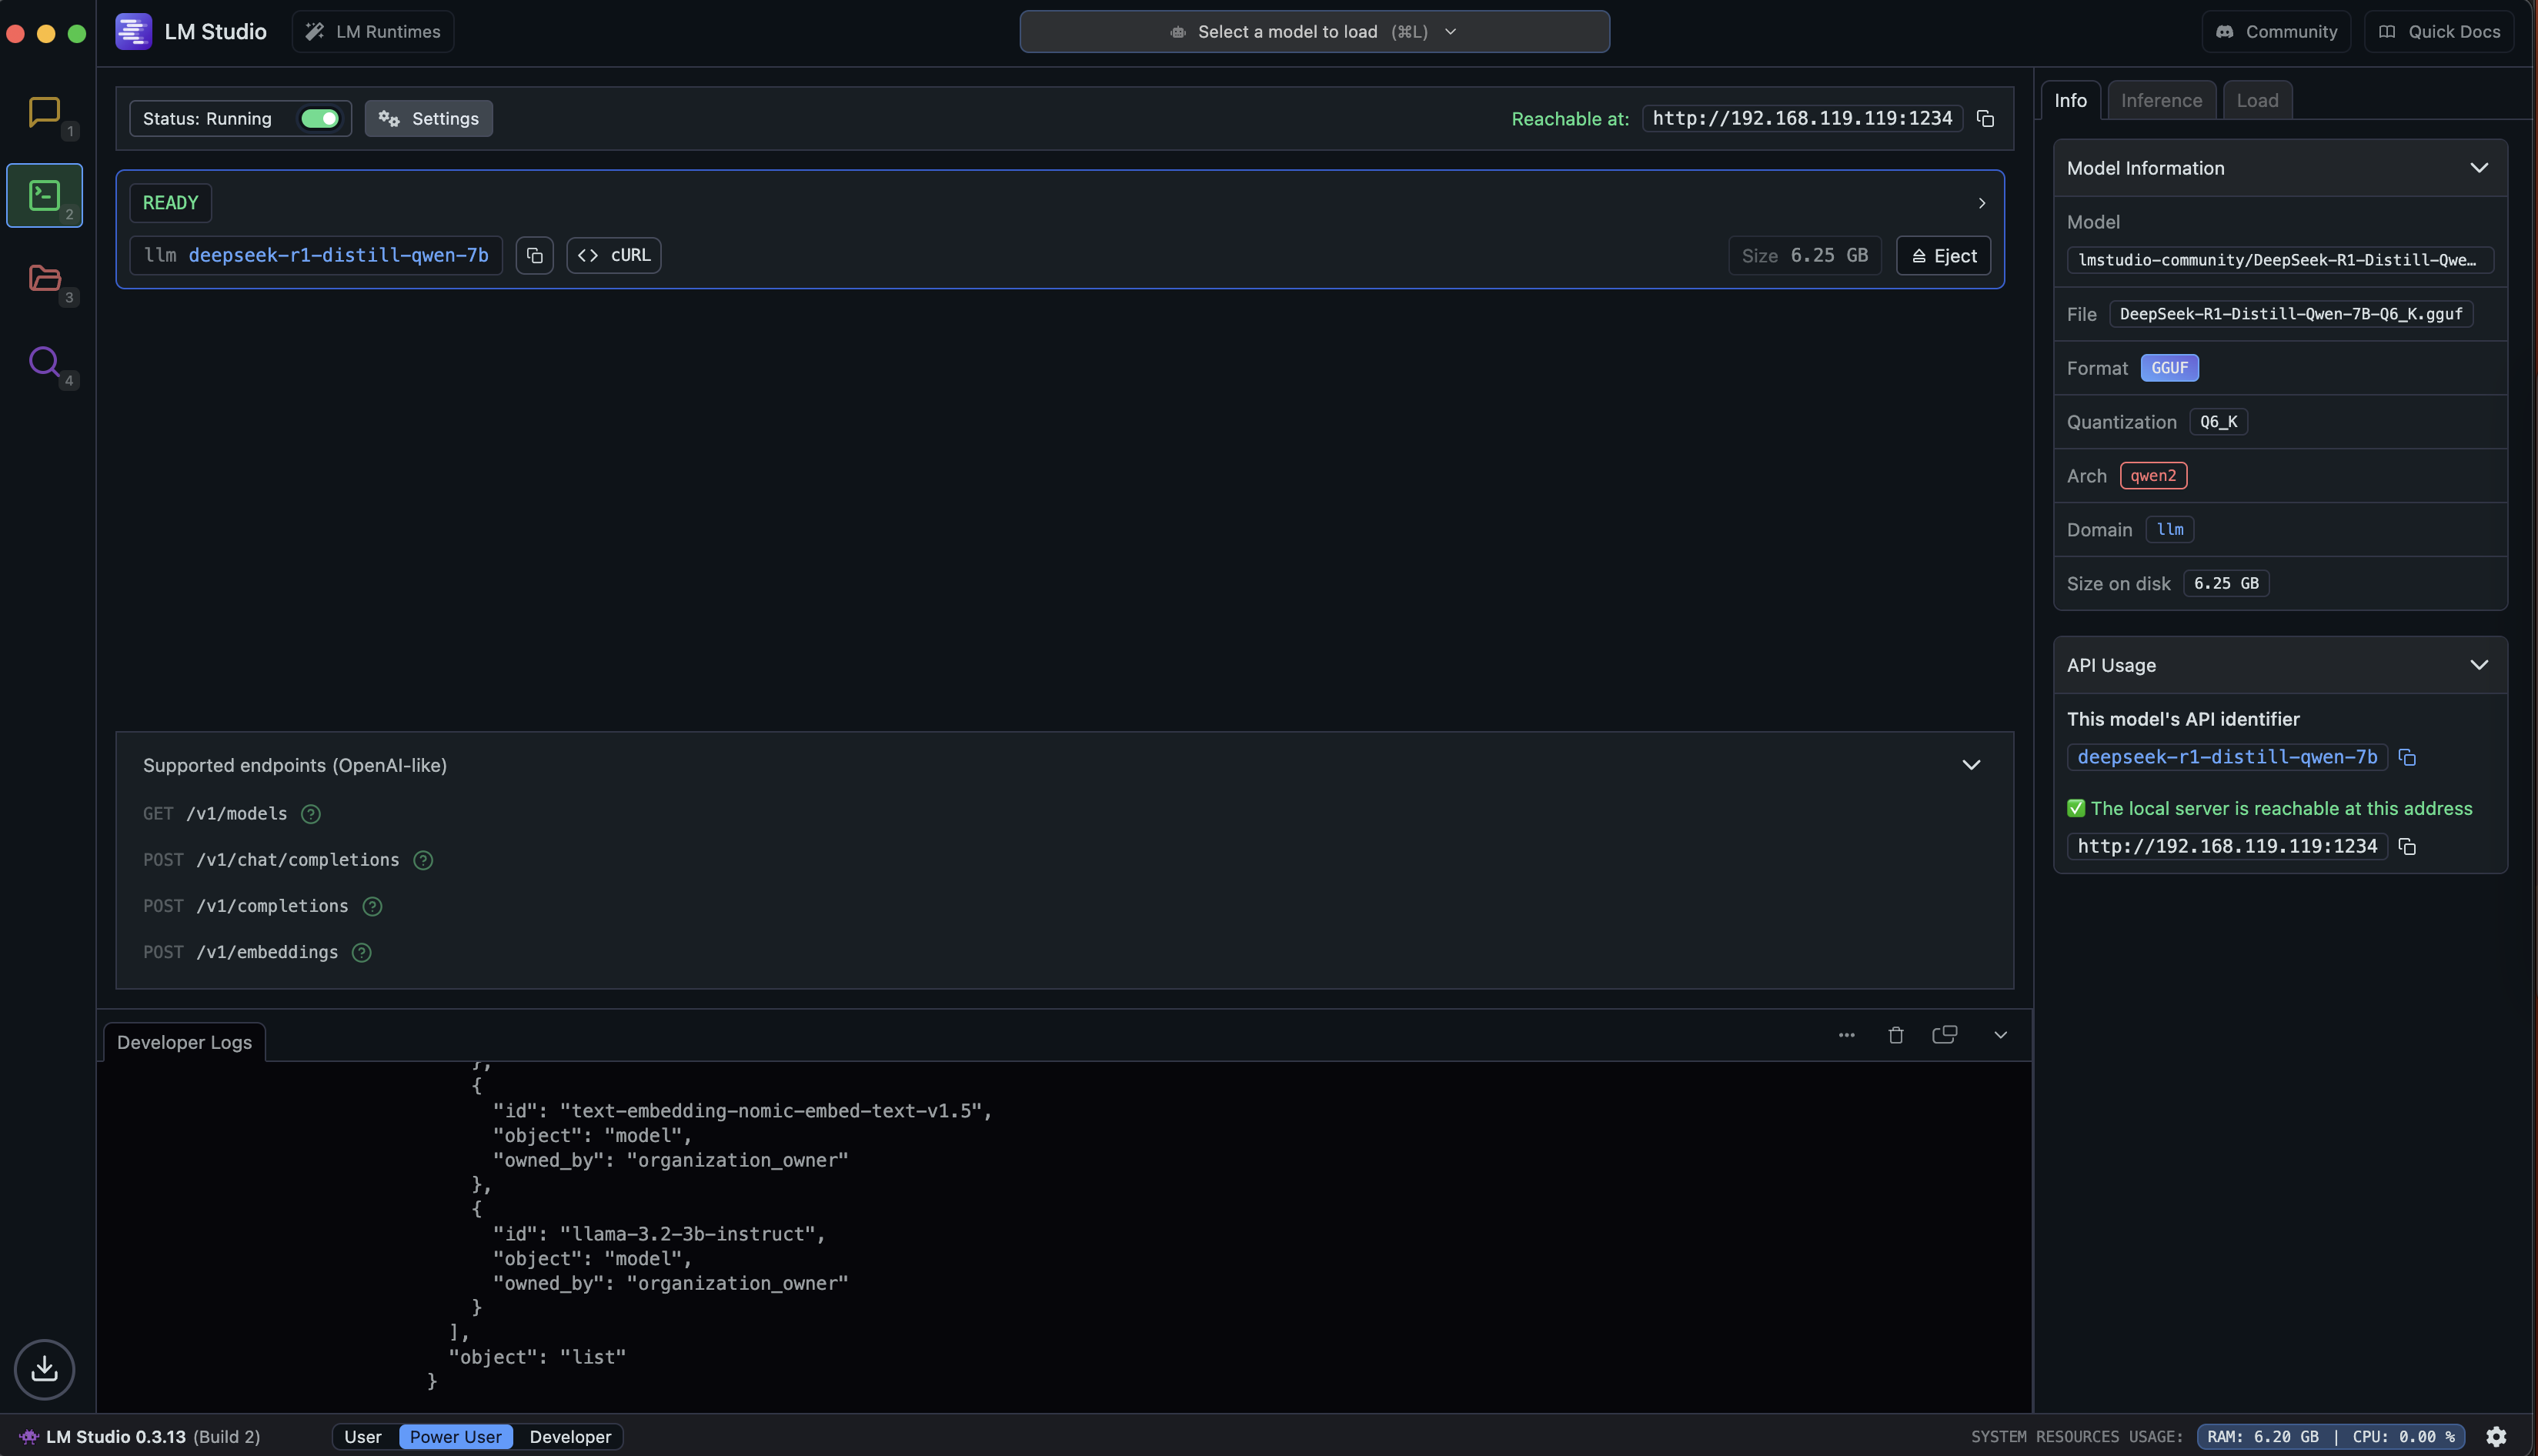 LM Studio
LM Runtimes
Select a model to load (⌘L)
Community
Quick Docs
1
2
3
4
Status: Running
Settings
Reachable at: http://192.168.119.119:1234
READY
llm deepseek-r1-distill-qwen-7b
cURL
Size 6.25 GB
Eject
Supported endpoints (OpenAI-like)
GET /v1/models ?
POST /v1/chat/completions ?
POST /v1/completions ?
POST /v1/embeddings ?
Developer Logs
},
{
"id": "text-embedding-nomic-embed-text-v1.5",
"object": "model",
"owned_by": "organization_owner"
},
{
"id": "llama-3.2-3b-instruct",
"object": "model",
"owned_by": "organization_owner"
}
],
"object": "list"
}
Info
Inference
Load
Model Information
Model
lmstudio-community/DeepSeek-R1-Distill-Qwe…
File DeepSeek-R1-Distill-Qwen-7B-Q6_K.gguf
Format GGUF
Quantization Q6_K
Arch qwen2
Domain llm
Size on disk 6.25 GB
API Usage
This model's API identifier
deepseek-r1-distill-qwen-7b
✅ The local server is reachable at this address
http://192.168.119.119:1234
LM Studio 0.3.13 (Build 2)
User
Power User
Developer
SYSTEM RESOURCES USAGE: RAM: 6.20 GB | CPU: 0.00 %